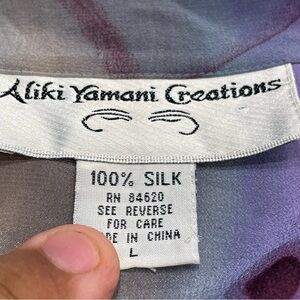 Aliki Yamani Creations
100% SILK
RN 84620
SEE REVERSE
FOR CARE
DE IN CHINA
L